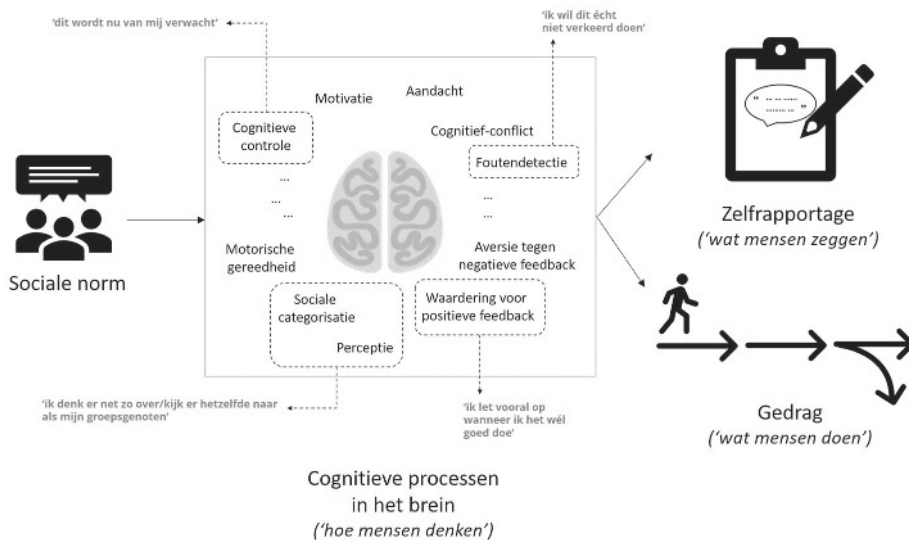 ‘dit wordt nu van mij verwacht’
‘ik wil dit écht
niet verkeerd doen’
Motivatie
Aandacht
Cognitieve
controle
Cognitief-conflict
Foutendetectie
...
...
...
...
...
Motorische
gereedheid
Aversie tegen
negatieve feedback
Sociale
categorisatie
Perceptie
Waardering voor
positieve feedback
Sociale norm
‘ik denk er net zo over/kijk er hetzelfde naar
als mijn groepsgenoten’
‘ik let vooral op
wanneer ik het wél
goed doe’
Cognitieve processen
in het brein
(‘hoe mensen denken’)
Zelfrapportage
(‘wat mensen zeggen’)
Gedrag
(‘wat mensen doen’)